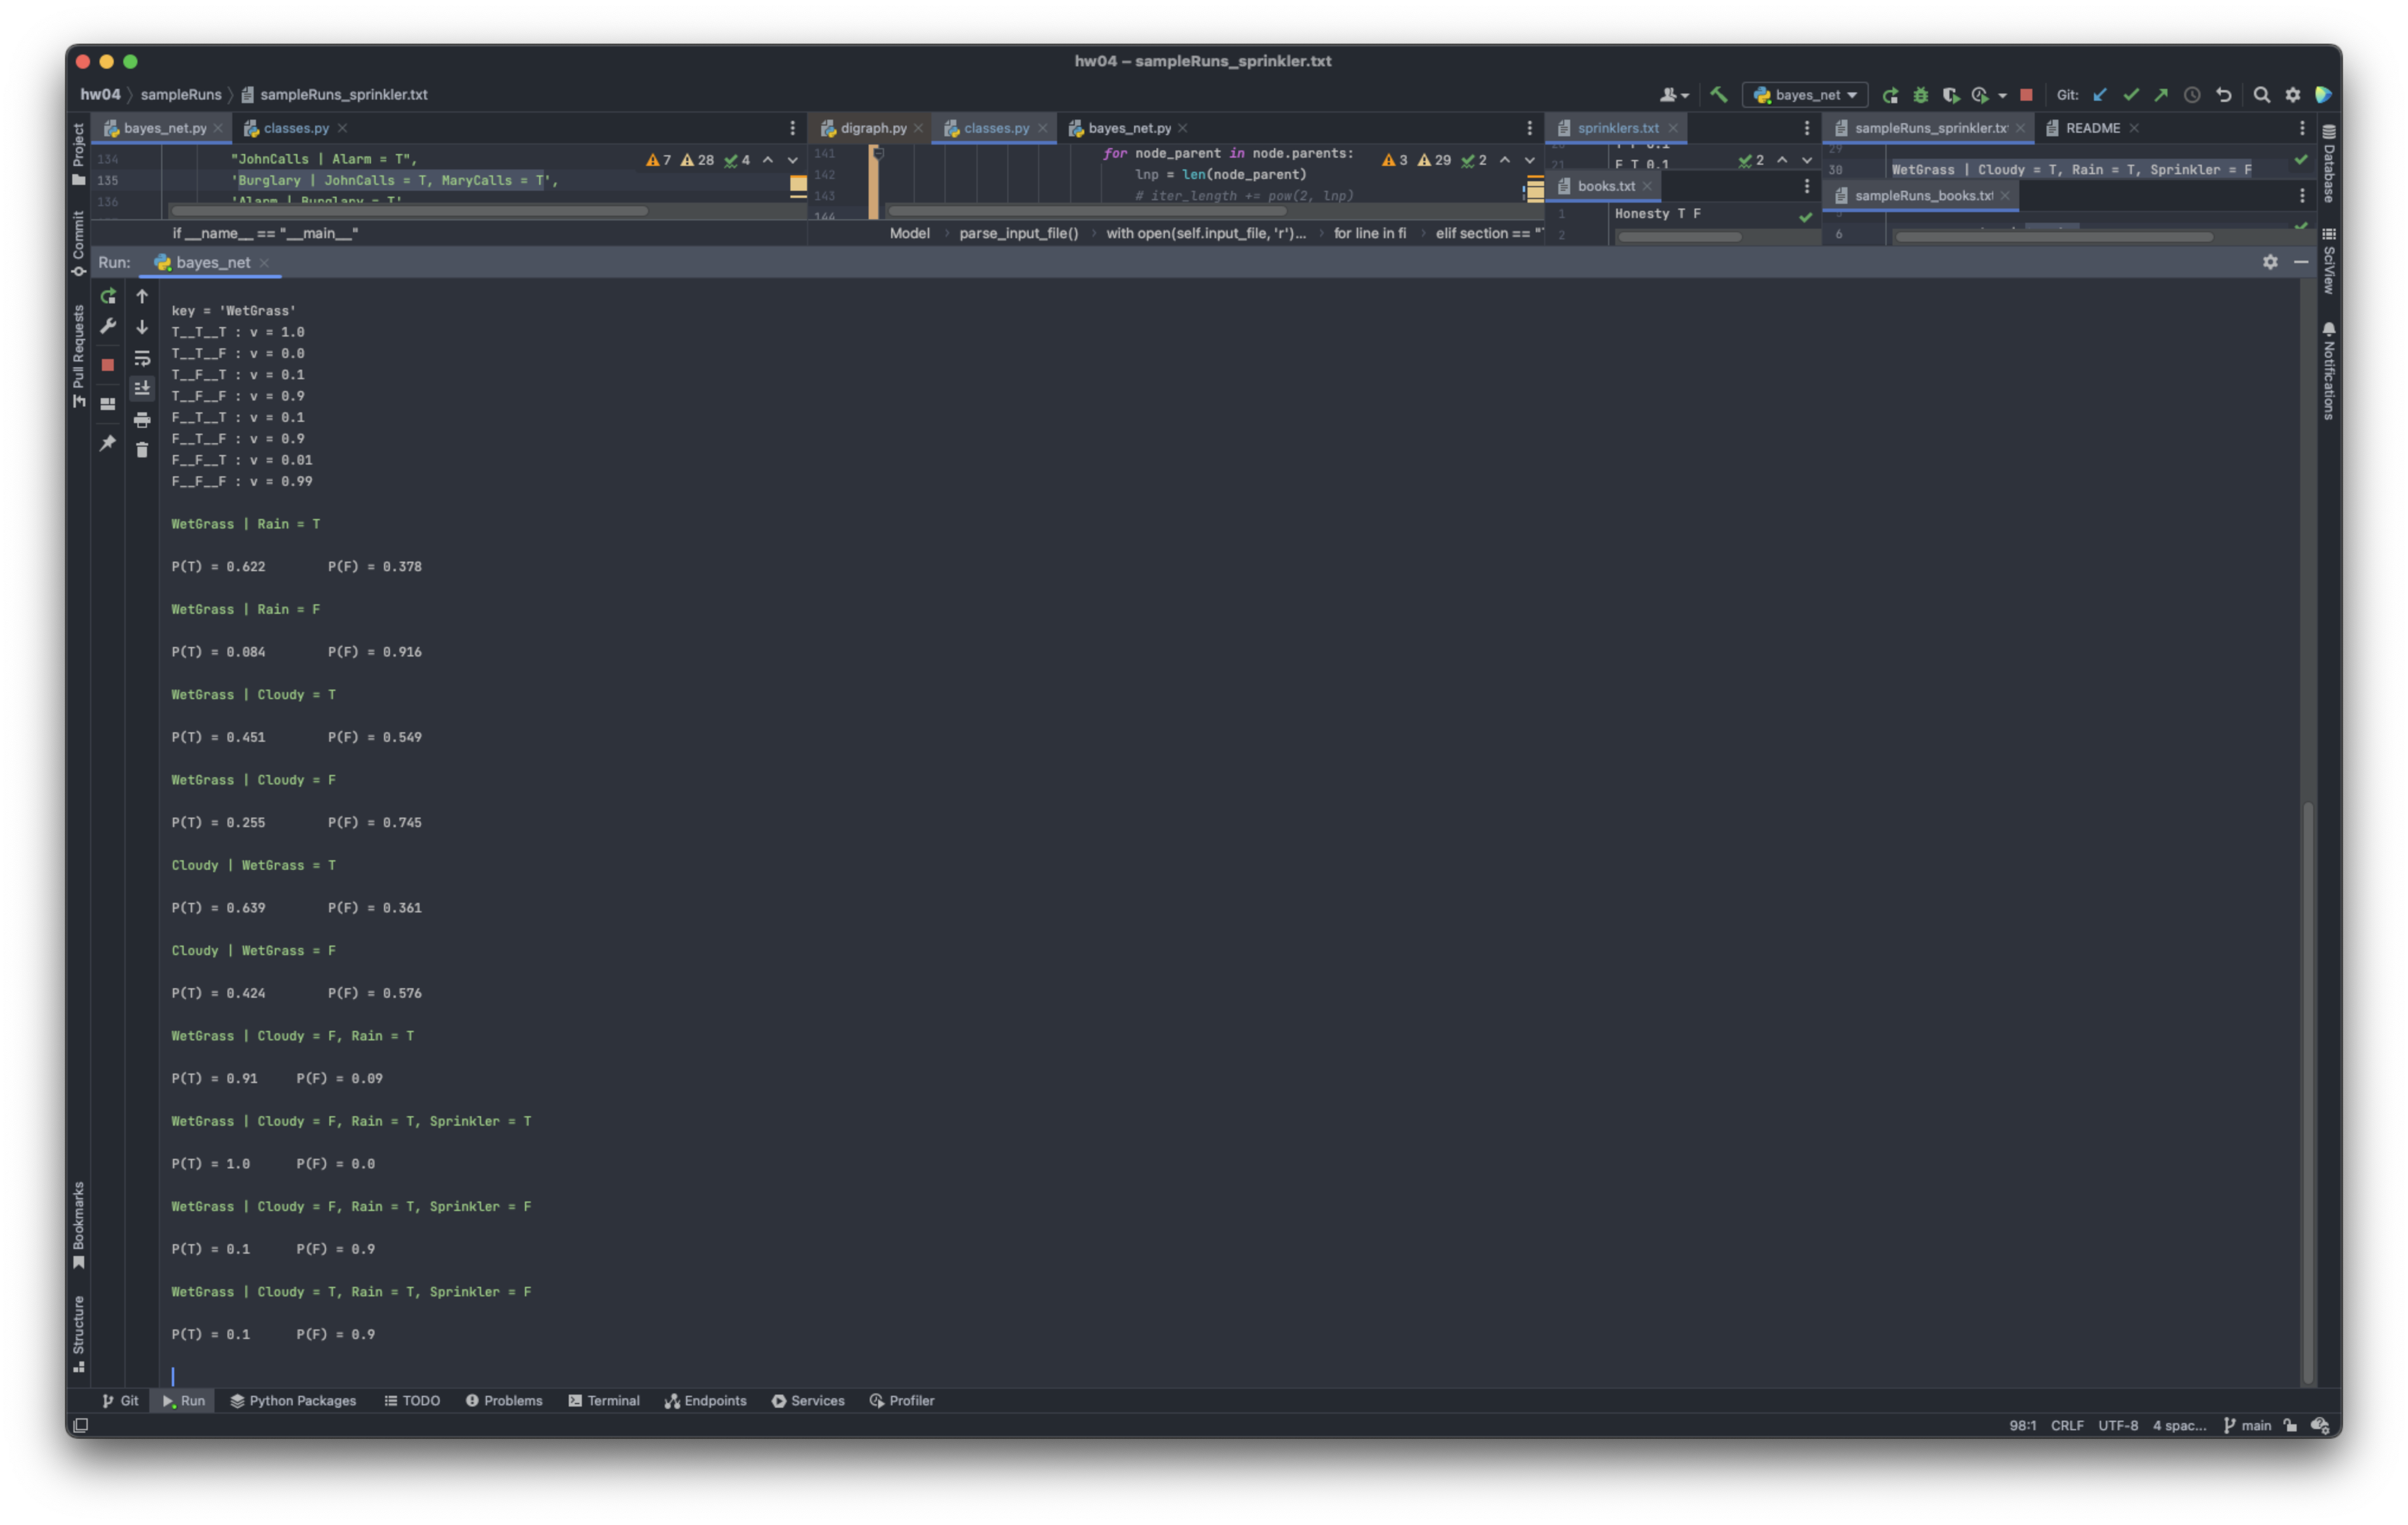 hw04 – sampleRuns_sprinkler.txt
hw04 sampleRuns sampleRuns_sprinkler.txt
bayes_net
Git:
bayes_net.py classes.py
digraph.py classes.py bayes_net.py
sprinklers.txt
sampleRuns_sprinkler.tx README
134 "JohnCalls | Alarm = T",
7 28 4
135 'Burglary | JohnCalls = T, MaryCalls = T',
136 'Alarm | Burglary = T'
if __name__ == "__main__"
141 for node_parent in node.parents:
3 29 2
142 lnp = len(node_parent)
143 # iter_length += pow(2, lnp)
144
Model parse_input_file() with open(self.input_file, 'r')... for line in fi elif section == "
21 F T 0.1
2
books.txt
1 Honesty T F
2
29
30 WetGrass | Cloudy = T, Rain = T, Sprinkler = F
sampleRuns_books.txt
6
Project
Commit
Pull Requests
Bookmarks
Structure
Database
SciView
Notifications
Run: bayes_net
key = 'WetGrass'
T__T__T : v = 1.0
T__T__F : v = 0.0
T__F__T : v = 0.1
T__F__F : v = 0.9
F__T__T : v = 0.1
F__T__F : v = 0.9
F__F__T : v = 0.01
F__F__F : v = 0.99
WetGrass | Rain = T
P(T) = 0.622 P(F) = 0.378
WetGrass | Rain = F
P(T) = 0.084 P(F) = 0.916
WetGrass | Cloudy = T
P(T) = 0.451 P(F) = 0.549
WetGrass | Cloudy = F
P(T) = 0.255 P(F) = 0.745
Cloudy | WetGrass = T
P(T) = 0.639 P(F) = 0.361
Cloudy | WetGrass = F
P(T) = 0.424 P(F) = 0.576
WetGrass | Cloudy = F, Rain = T
P(T) = 0.91 P(F) = 0.09
WetGrass | Cloudy = F, Rain = T, Sprinkler = T
P(T) = 1.0 P(F) = 0.0
WetGrass | Cloudy = F, Rain = T, Sprinkler = F
P(T) = 0.1 P(F) = 0.9
WetGrass | Cloudy = T, Rain = T, Sprinkler = F
P(T) = 0.1 P(F) = 0.9
Git Run Python Packages TODO Problems Terminal Endpoints Services Profiler
98:1 CRLF UTF-8 4 spac... main